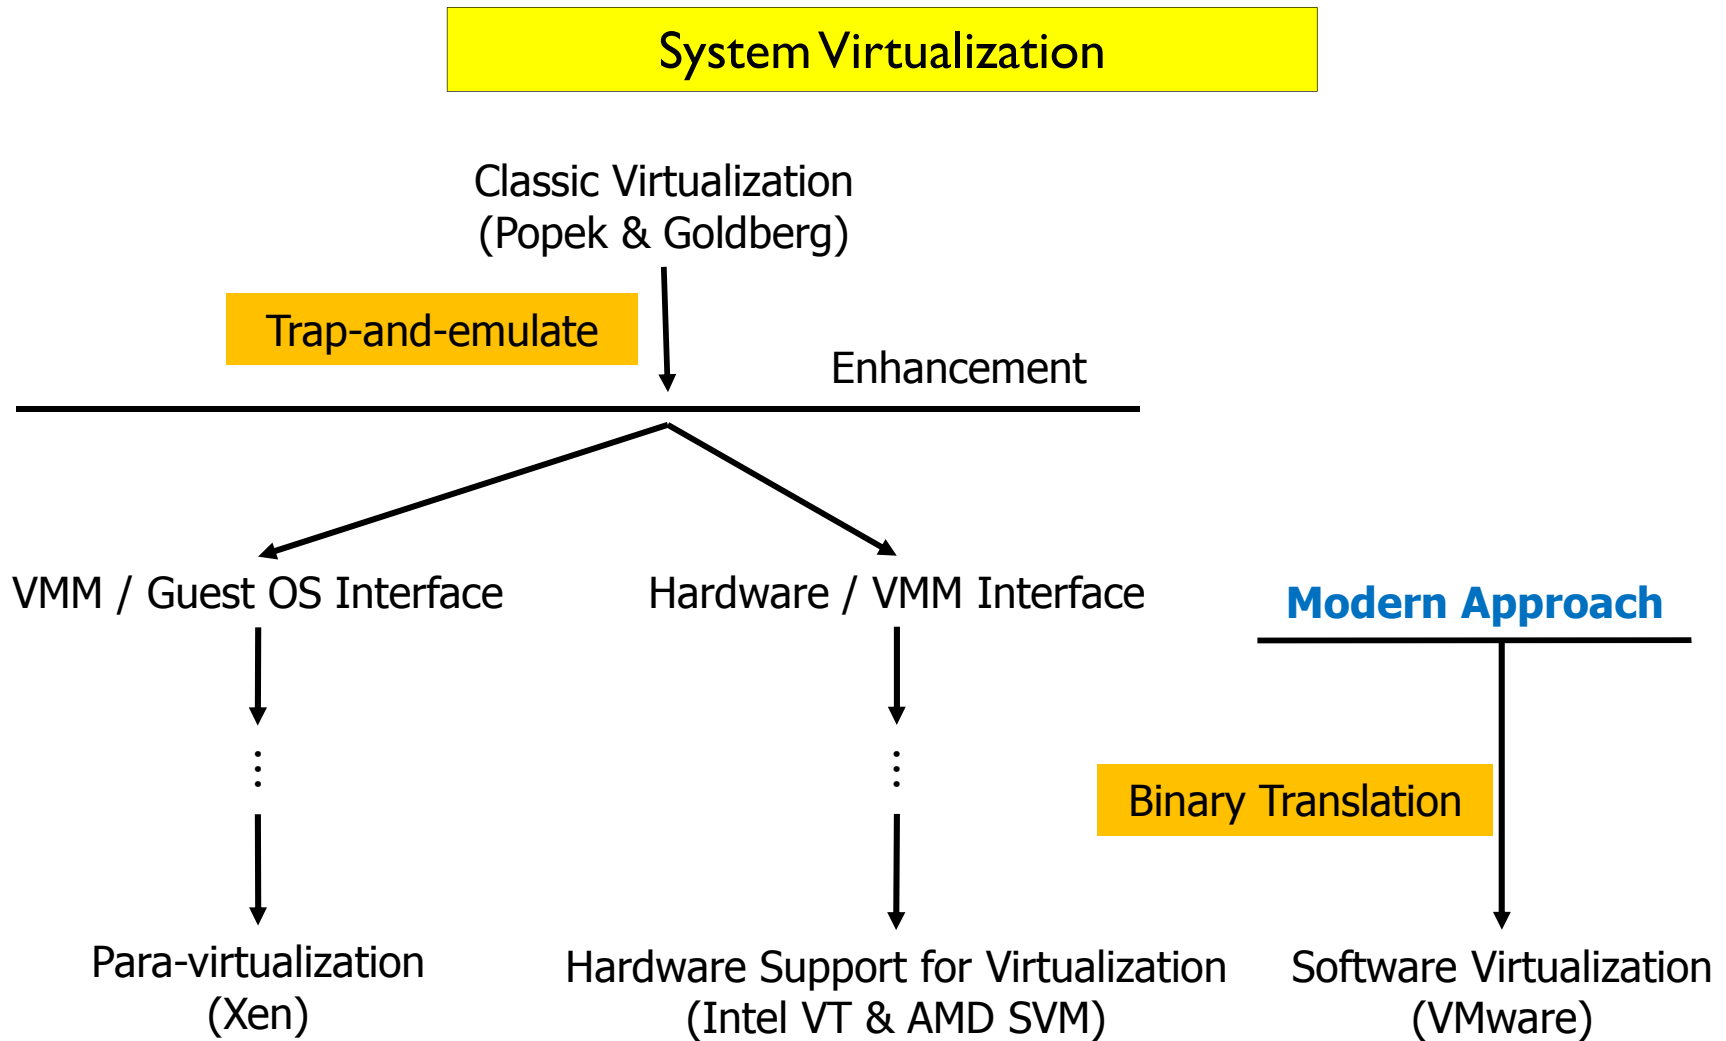 System Virtualization
Classic Virtualization
(Popek & Goldberg)
Trap-and-emulate
Enhancement
VMM / Guest OS Interface
Hardware / VMM Interface
Modern Approach
Binary Translation
Para-virtualization
(Xen)
Hardware Support for Virtualization
(Intel VT & AMD SVM)
Software Virtualization
(VMware)